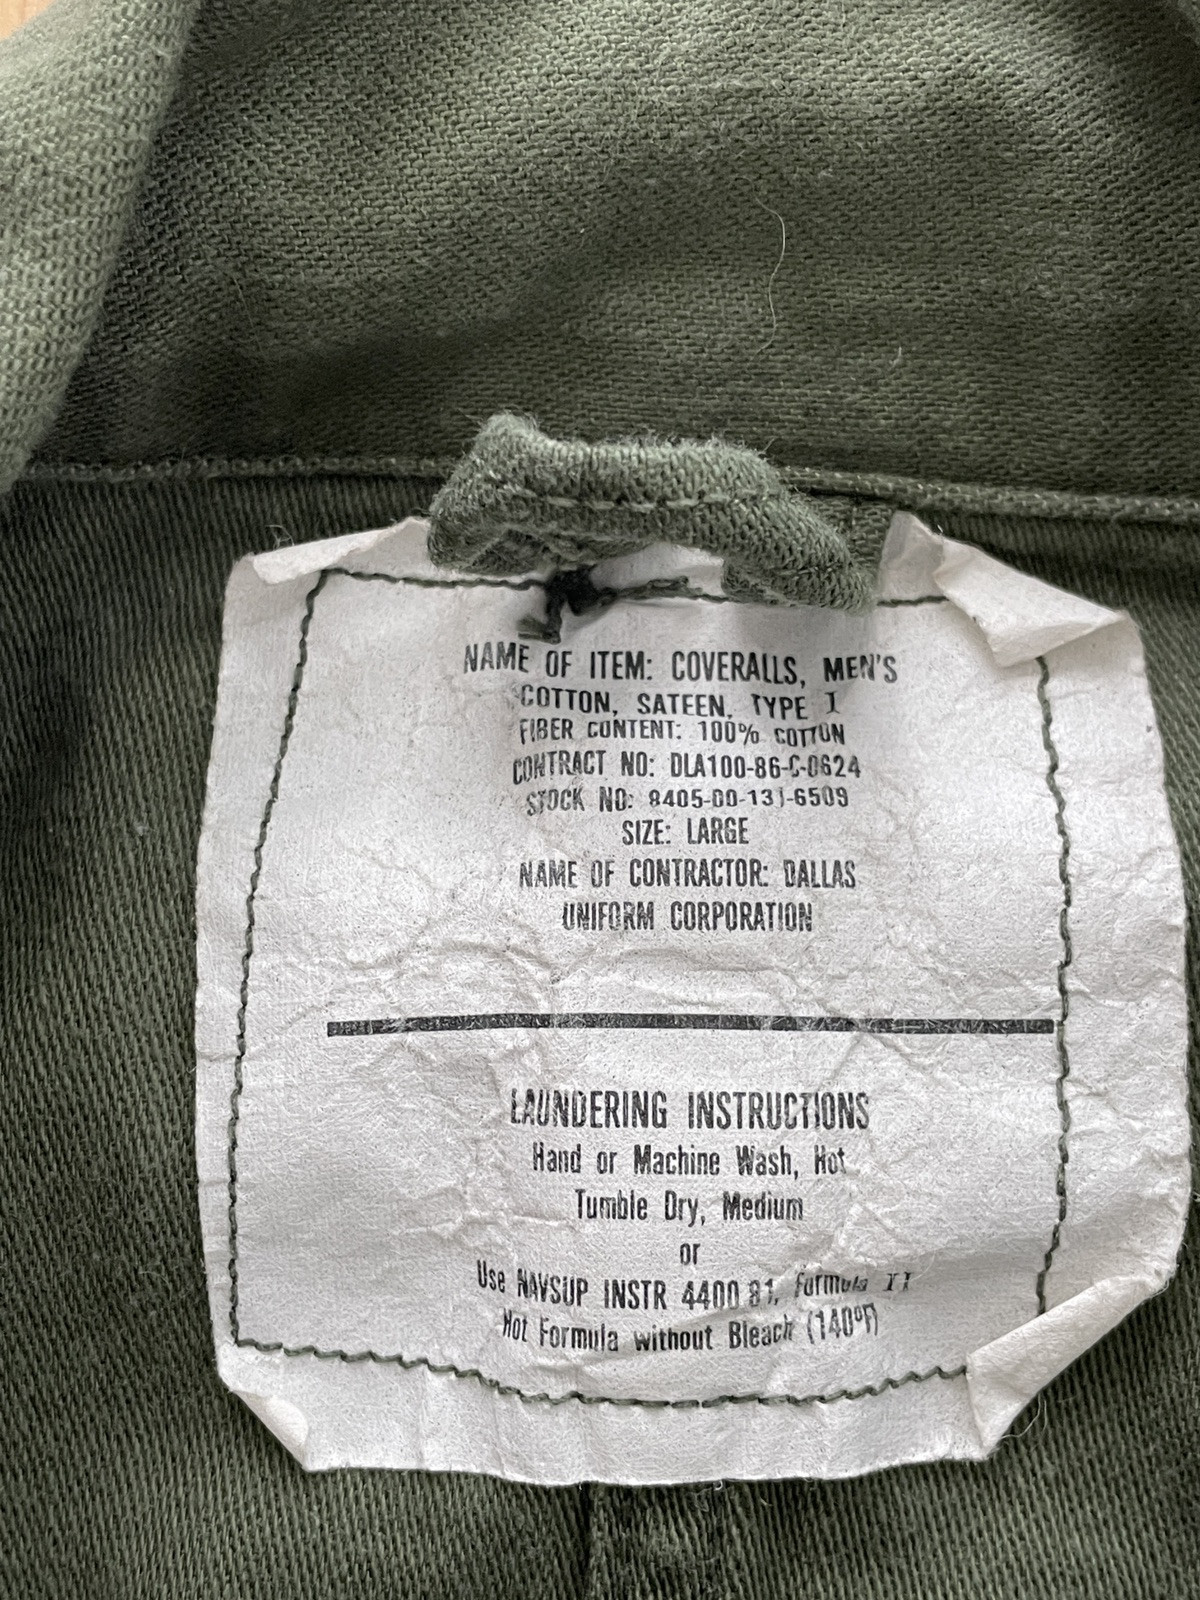 NAME OF ITEM: COVERALLS, MEN'S
COTTON, SATEEN, TYPE I
FIBER CONTENT: 100% COTTON
CONTRACT NO: DLA100-86-C-0624
STOCK NO: 8405-00-131-6509
SIZE: LARGE
NAME OF CONTRACTOR: DALLAS
UNIFORM CORPORATION
LAUNDERING INSTRUCTIONS
Hand or Machine Wash, Hot
Tumble Dry, Medium
or
Use NAVSUP INSTR 4400 81, Formula II
Hot Formula without Bleach (140°F)